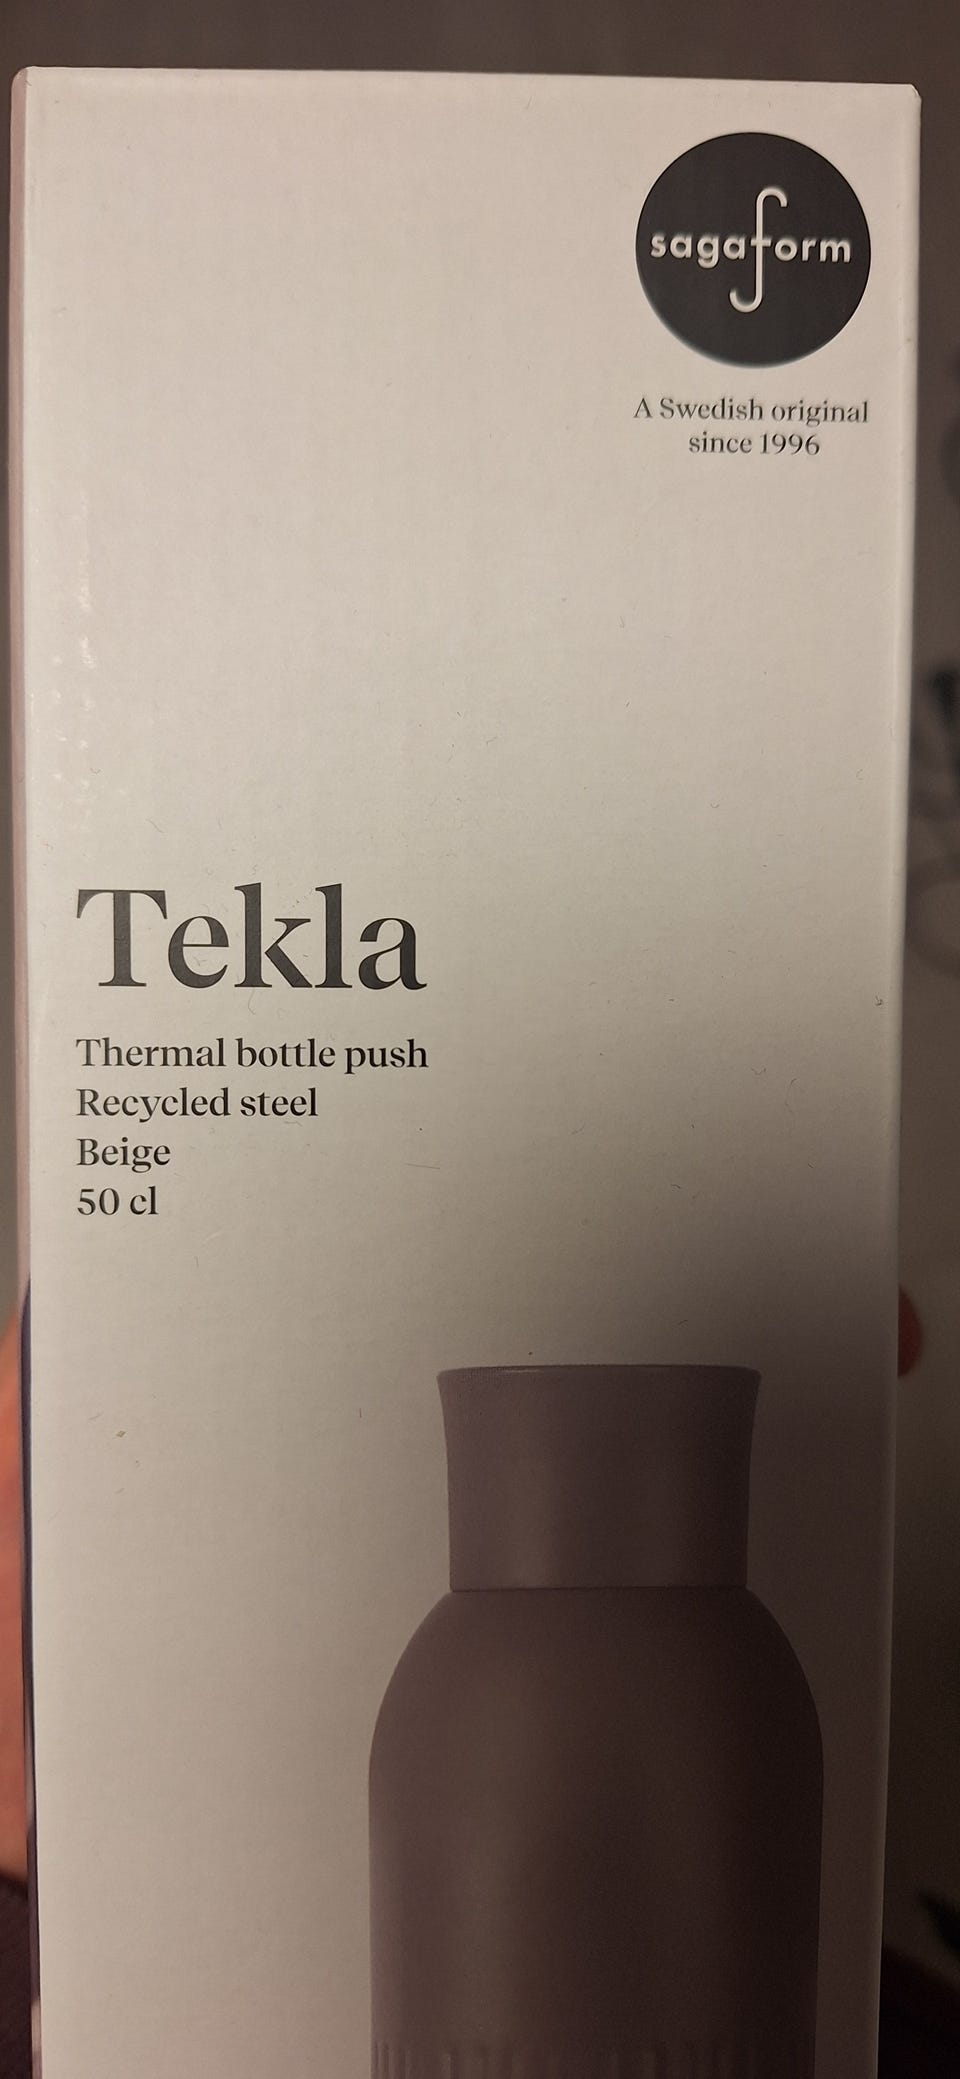 sagaform
A Swedish original
since 1996
Tekla
Thermal bottle push
Recycled steel
Beige
50 cl